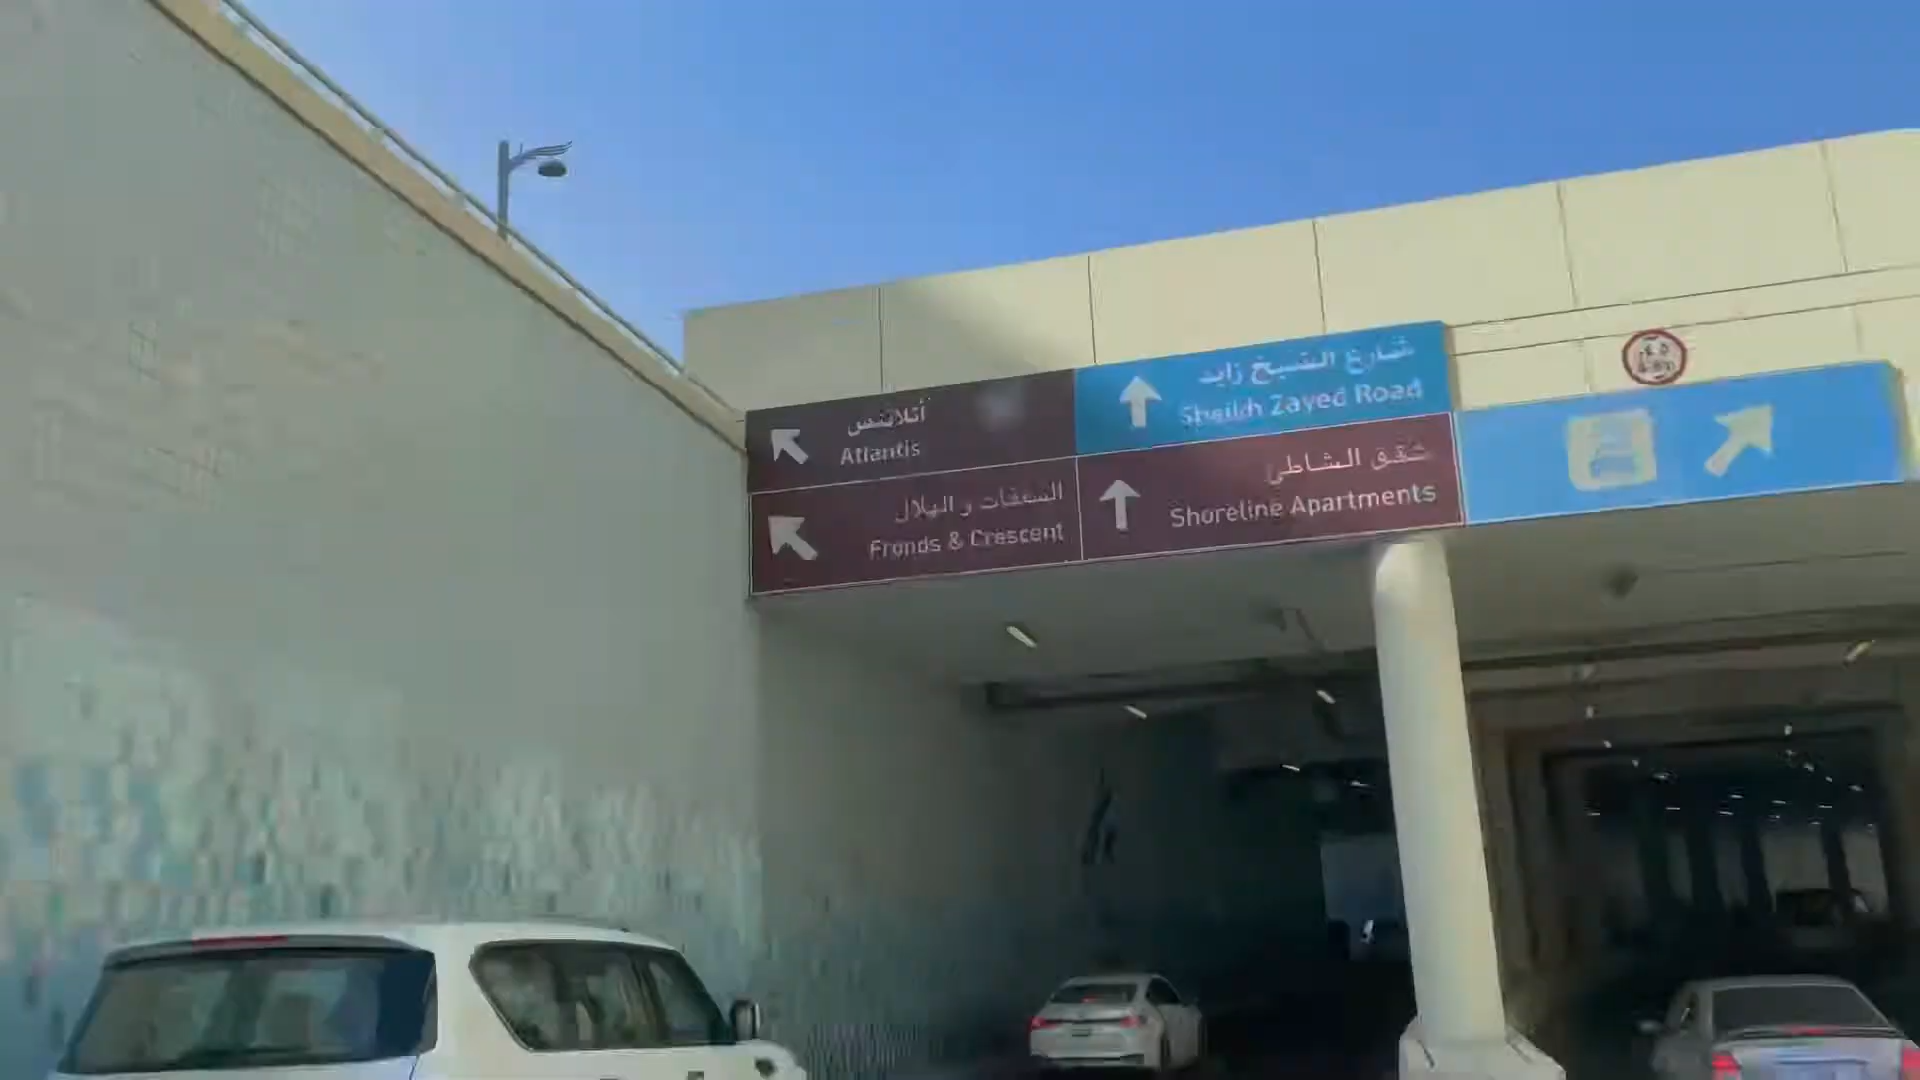 أتلانتس
Atlantis
السعفات و الهلال
Fronds & Crescent
شارع الشيخ زايد
Sheikh Zayed Road
شقق الشاطئ
Shoreline Apartments